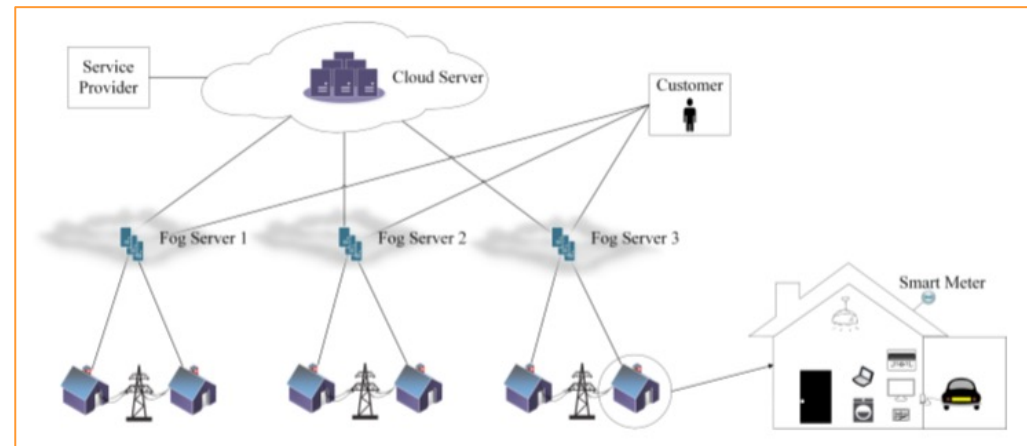 Service
Provider
Cloud Server
Customer
Fog Server 1
Fog Server 2
Fog Server 3
Smart Meter